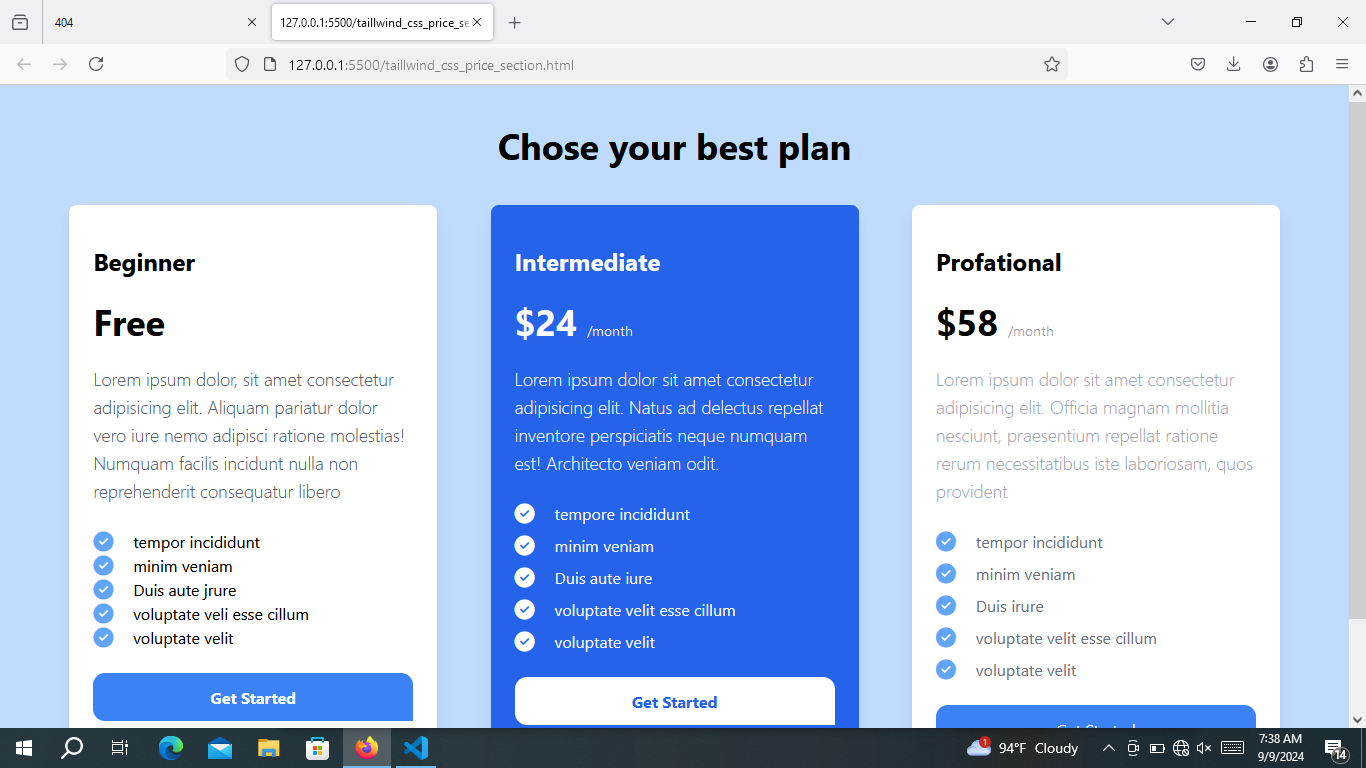 404
127.0.0.1:5500/taillwind_css_price_se
127.0.0.1:5500/taillwind_css_price_section.html
Chose your best plan
Beginner
Free
Lorem ipsum dolor, sit amet consectetur
adipisicing elit. Aliquam pariatur dolor
vero iure nemo adipisci ratione molestias!
Numquam facilis incidunt nulla non
reprehenderit consequatur libero
tempor incididunt
minim veniam
Duis aute jrure
voluptate veli esse cillum
voluptate velit
Get Started
Intermediate
$24 /month
Lorem ipsum dolor sit amet consectetur
adipisicing elit. Natus ad delectus repellat
inventore perspiciatis neque numquam
est! Architecto veniam odit.
tempore incididunt
minim veniam
Duis aute iure
voluptate velit esse cillum
voluptate velit
Get Started
Profational
$58 /month
Lorem ipsum dolor sit amet consectetur
adipisicing elit. Officia magnam mollitia
nesciunt, praesentium repellat ratione
rerum necessitatibus iste laboriosam, quos
provident
tempor incididunt
minim veniam
Duis irure
voluptate velit esse cillum
voluptate velit
Get Started
1
94°F Cloudy
7:38 AM
9/9/2024
14